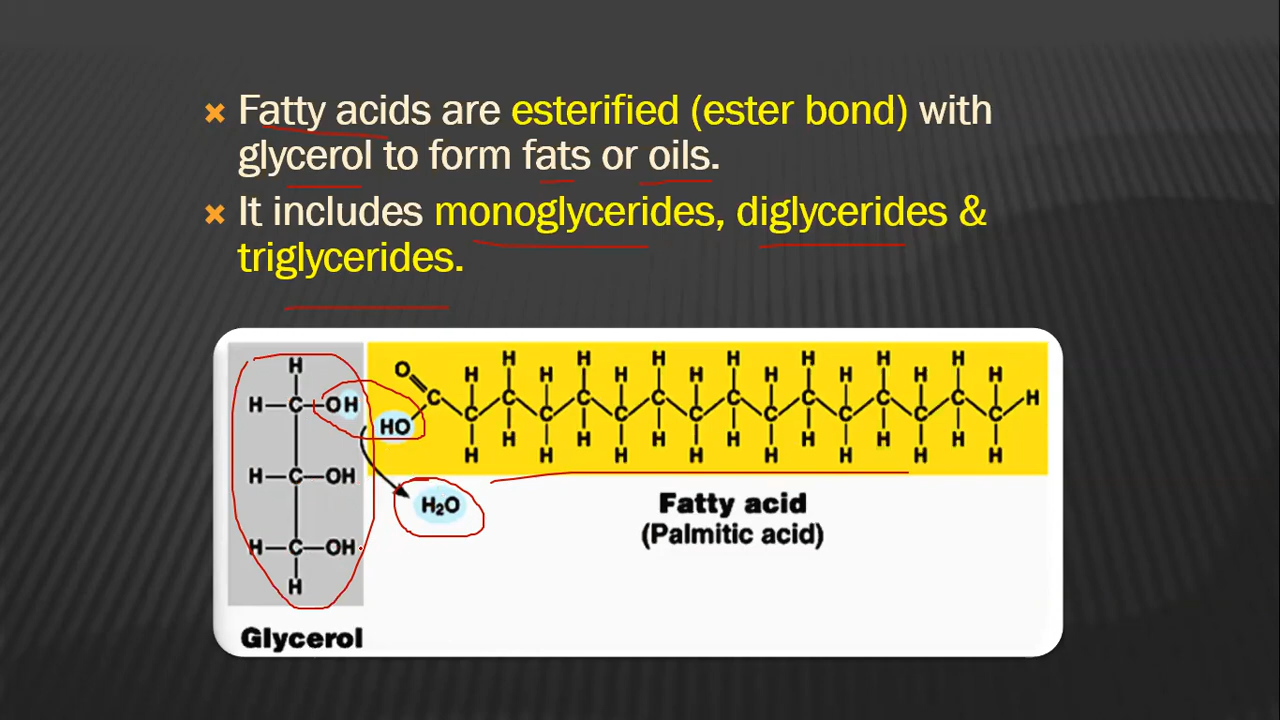 Fatty acids are esterified (ester bond) with
glycerol to form fats or oils.
It includes monoglycerides, diglycerides &
triglycerides.
H H H H H H H H
O H H H H H H H H
H
H—C—OH HO C C C C C C C C C C C C C C C C H
H H H H H H H
H H H H H H H H
H—C—OH
H₂O
Fatty acid
(Palmitic acid)
H—C—OH
H
Glycerol